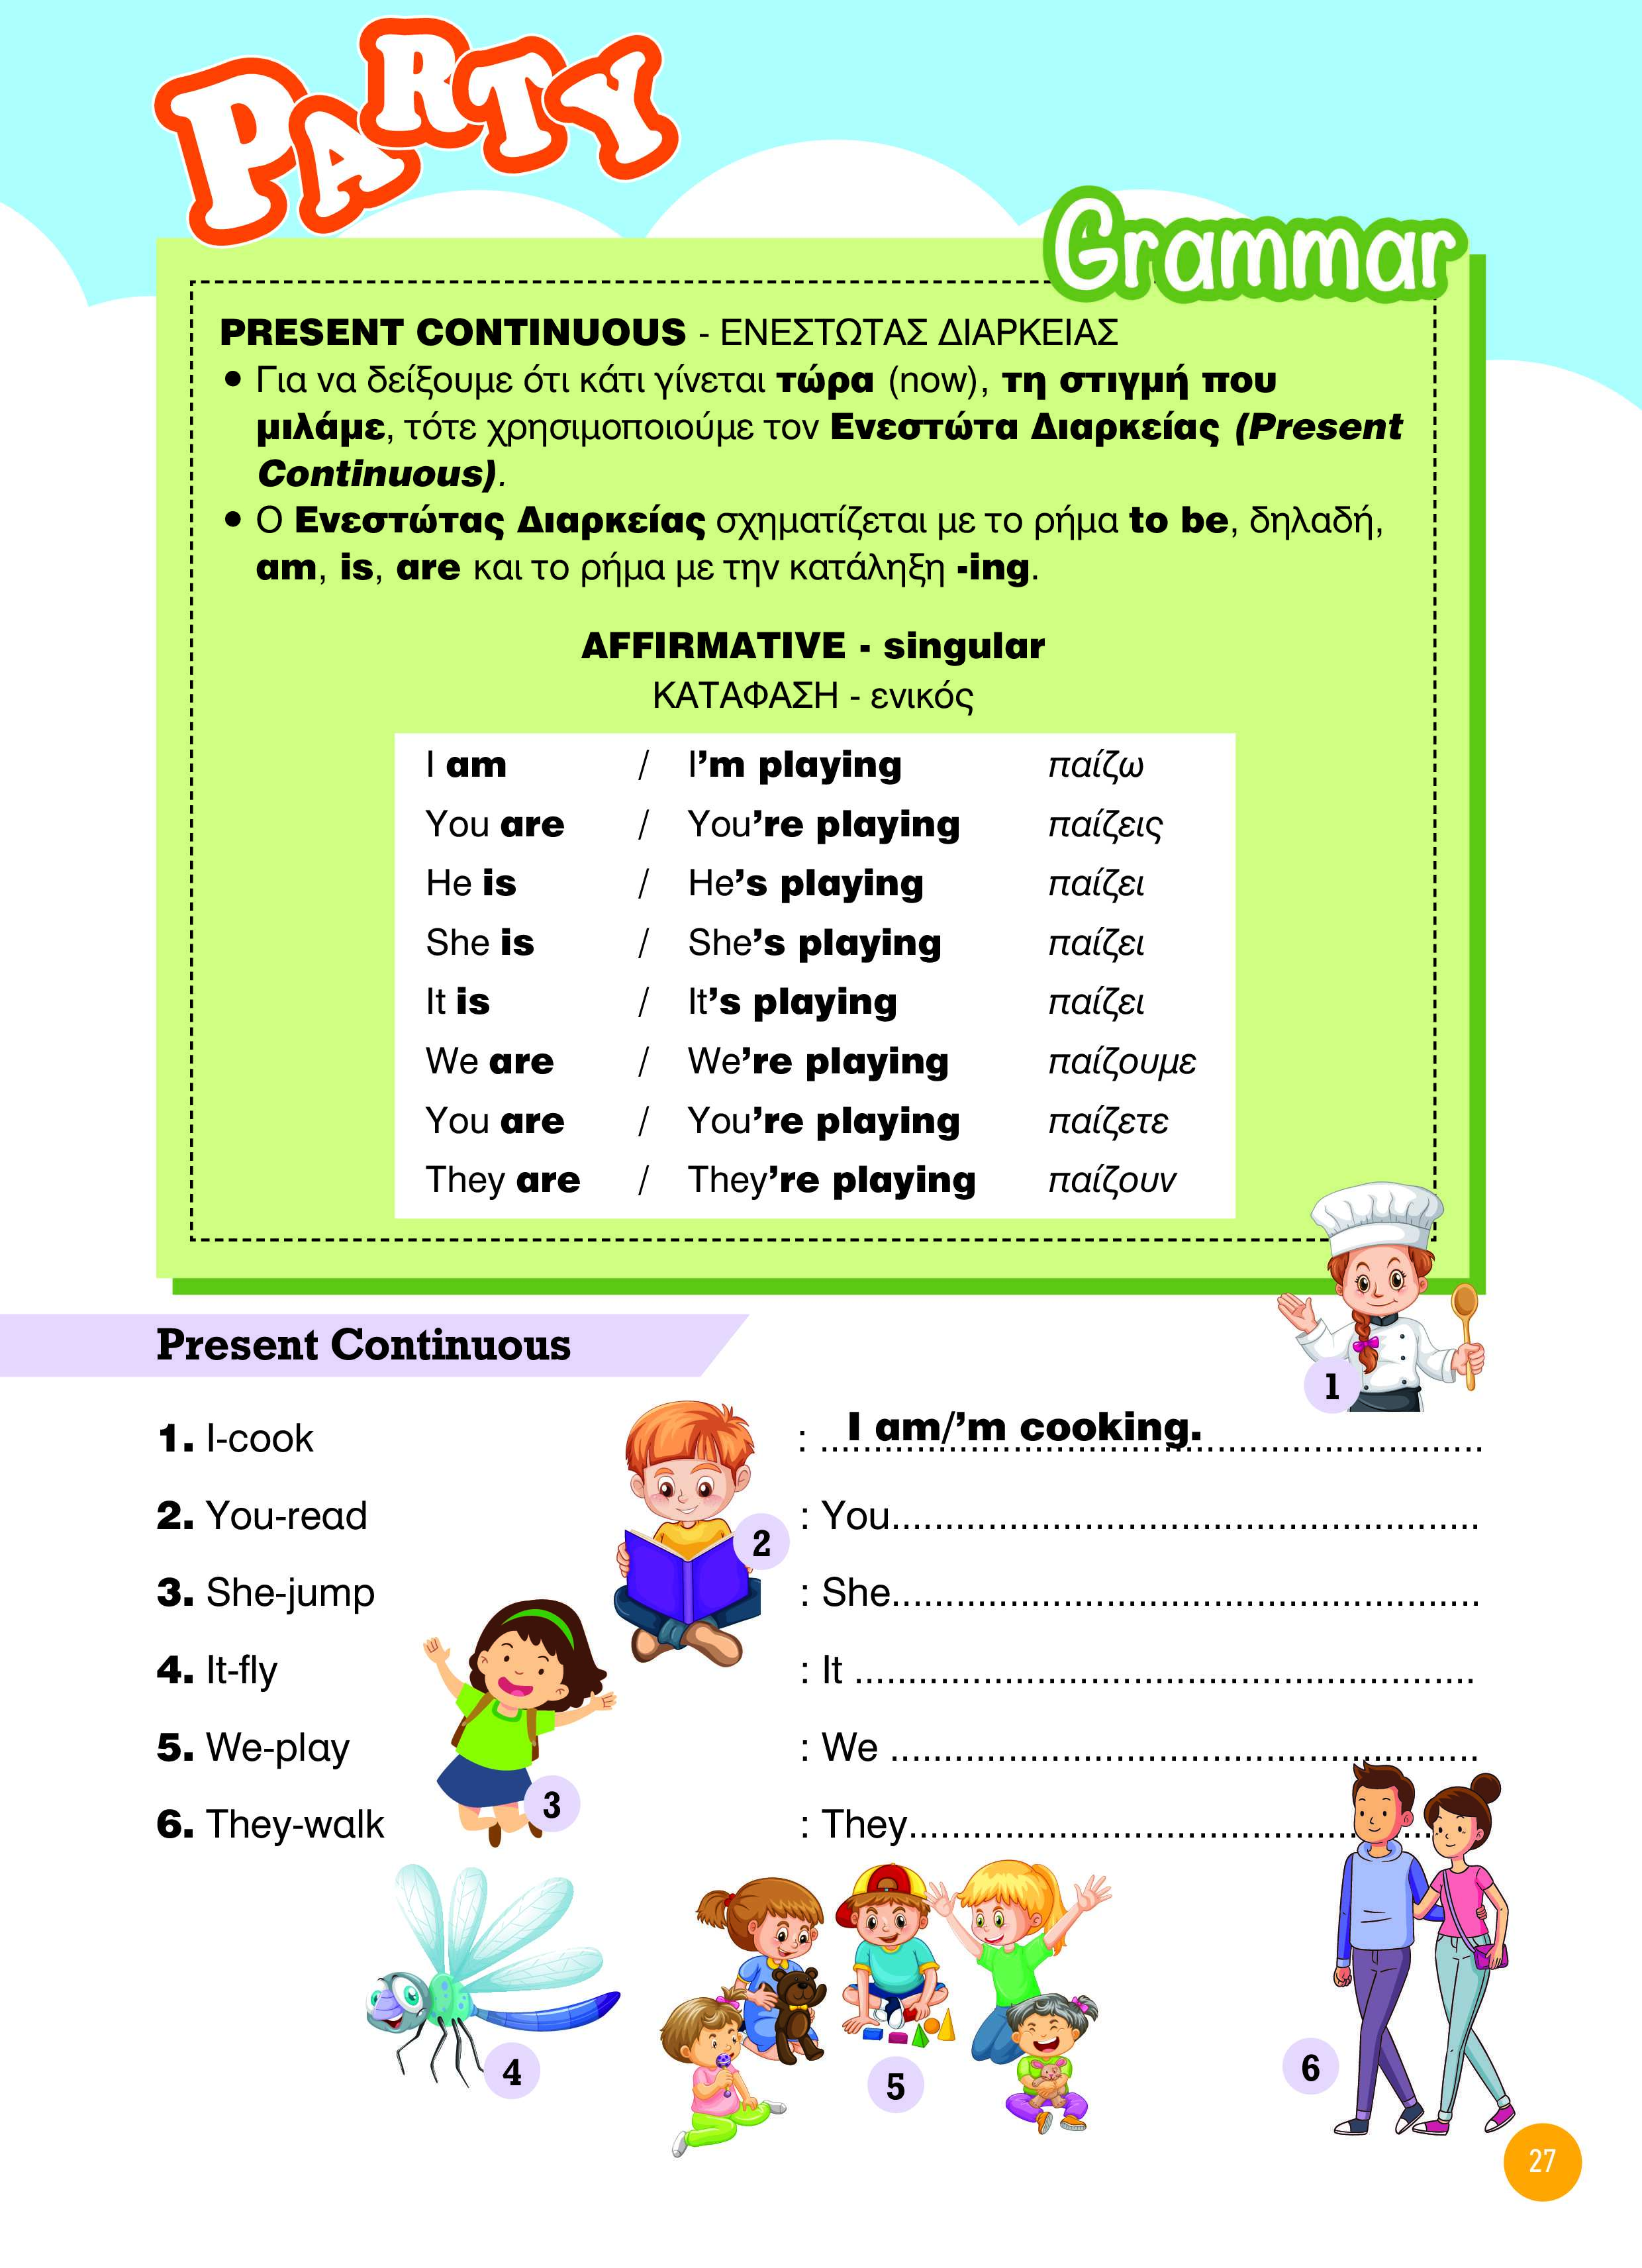 PARTY
Grammar
PRESENT CONTINUOUS - ΕΝΕΣΤΩΤΑΣ ΔΙΑΡΚΕΙΑΣ
• Για να δείξουμε ότι κάτι γίνεται τώρα (now), τη στιγμή που
μιλάμε, τότε χρησιμοποιούμε τον Ενεστώτα Διαρκείας (Present
Continuous).
• Ο Ενεστώτας Διαρκείας σχηματίζεται με το ρήμα to be, δηλαδή,
am, is, are και το ρήμα με την κατάληξη -ing.
AFFIRMATIVE - singular
ΚΑΤΑΦΑΣΗ - ενικός
I am / I’m playing παίζω
You are / You’re playing παίζεις
He is / He’s playing παίζει
She is / She’s playing παίζει
It is / It’s playing παίζει
We are / We’re playing παίζουμε
You are / You’re playing παίζετε
They are / They’re playing παίζουν
Present Continuous
1
1. I-cook : I am/’m cooking.
2. You-read : You
2
3. She-jump : She
4. It-fly : It
5. We-play : We
3
6. They-walk : They
4
5
6
27